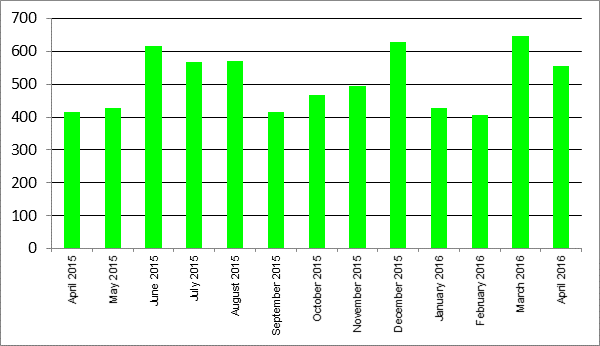 700
600
500
400
300
200
100
0
April 2015
May 2015
June 2015
July 2015
August 2015
September 2015
October 2015
November 2015
December 2015
January 2016
February 2016
March 2016
April 2016